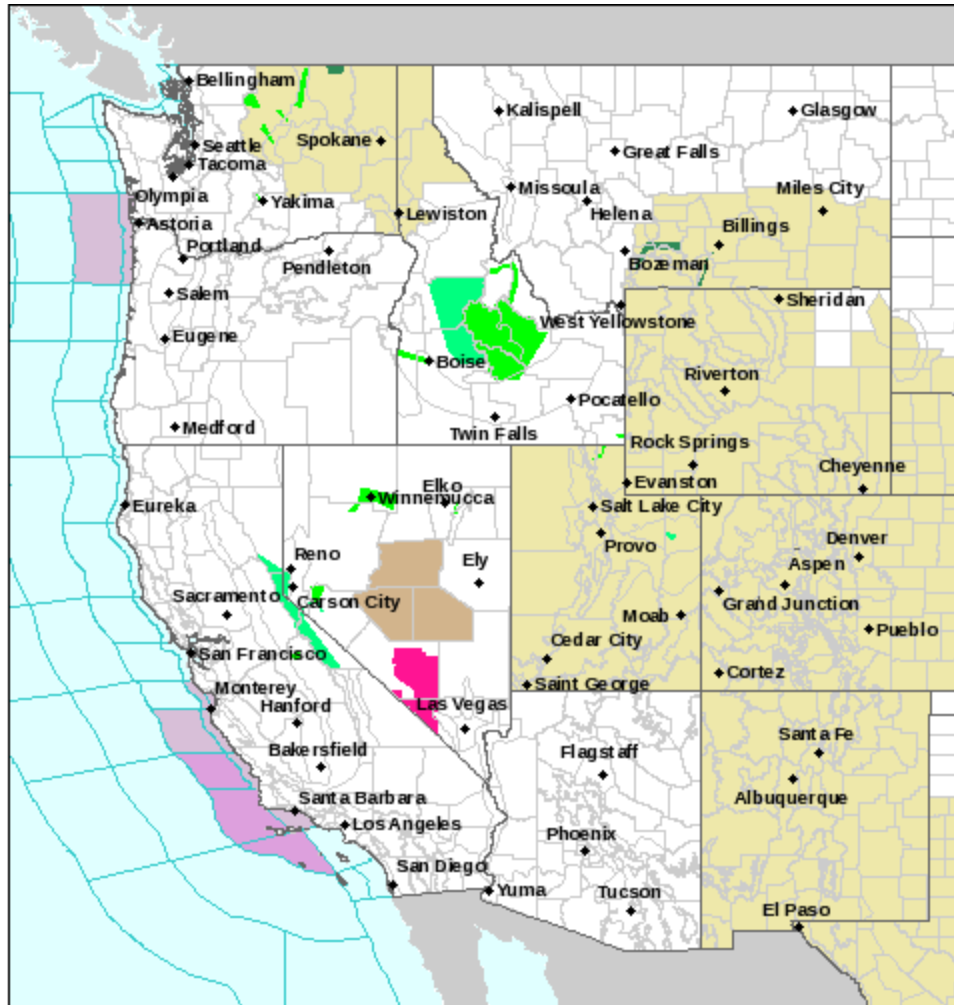 Bellingham
Kalispell
Glasgow
Seattle
Spokane
Great Falls
Tacoma
Olympia
Missoula
Miles City
Yakima
Lewiston
Helena
Astoria
Billings
Portland
Pendleton
Bozeman
Salem
Sheridan
West Yellowstone
Eugene
Boise
Riverton
Pocatello
Medford
Twin Falls
Rock Springs
Cheyenne
Elko
Evanston
Winnemucca
Eureka
Salt Lake City
Provo
Denver
Reno
Ely
Aspen
Sacramento
Carson City
Grand Junction
Moab
Pueblo
Cedar City
San Francisco
Cortez
Monterey
Saint George
Hanford
Las Vegas
Santa Fe
Bakersfield
Flagstaff
Albuquerque
Santa Barbara
Los Angeles
Phoenix
San Diego
Yuma
Tucson
El Paso